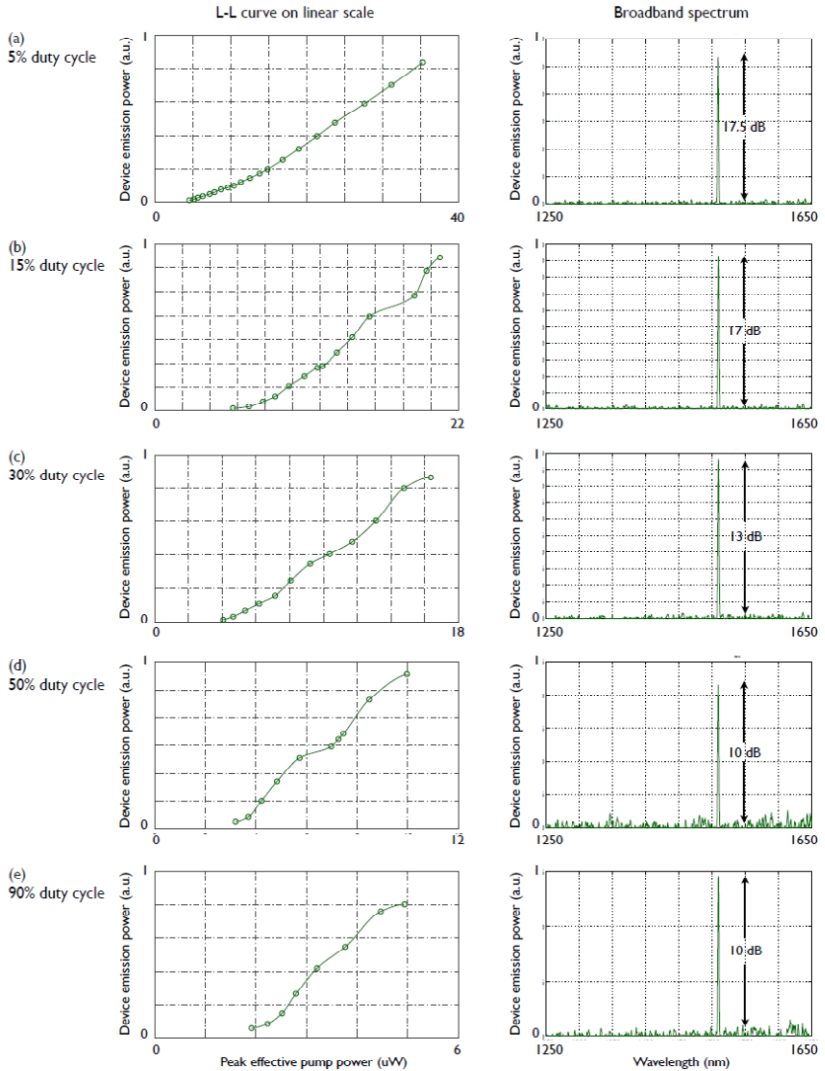 L-L curve on linear scale
Broadband spectrum
(a)
5% duty cycle
Device emission power (a.u.)
1
0
0
40
Device emission power (a.u.)
1
0
17.5 dB
1250
1650
(b)
15% duty cycle
Device emission power (a.u.)
1
0
0
22
Device emission power (a.u.)
1
0
17 dB
1250
1650
(c)
30% duty cycle
Device emission power (a.u.)
1
0
0
18
Device emission power (a.u.)
1
0
13 dB
1250
1650
(d)
50% duty cycle
Device emission power (a.u.)
1
0
0
12
Device emission power (a.u.)
1
0
10 dB
1250
1650
(e)
90% duty cycle
Device emission power (a.u.)
1
0
0
6
Peak effective pump power (uW)
Device emission power (a.u.)
1
0
10 dB
1250
1650
Wavelength (nm)